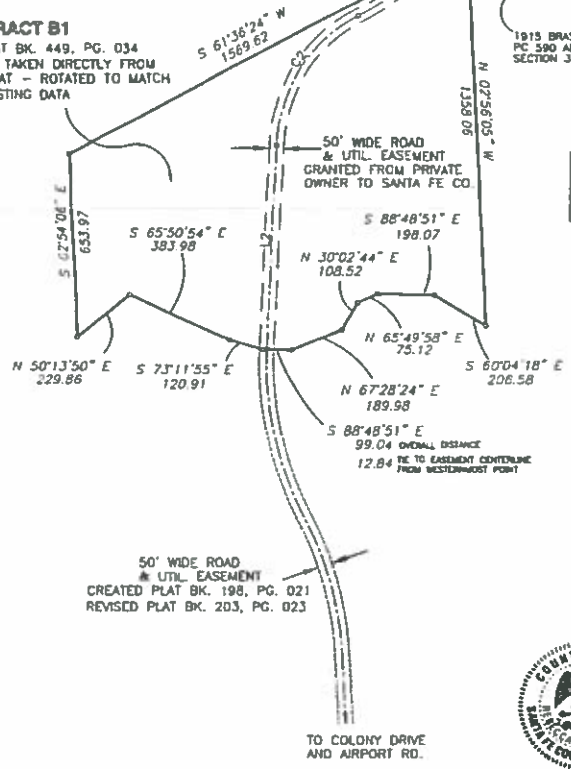 RACT B1
T BK. 449, PG. 034
TAKEN DIRECTLY FROM
AT - ROTATED TO MATCH
STING DATA
S 61°36'24" W
1569.62
C2
1915 BRAS
PC 590 A
SECTION 3
N 02°56'05" W
1358.06
50' WIDE ROAD
& UTIL. EASEMENT
GRANTED FROM PRIVATE
OWNER TO SANTA FE CO.
S 02°54'06" E
653.97
S 65°50'54" E
383.98
L2
S 88°48'51" E
198.07
N 30°02'44" E
108.52
N 65°49'58" E
75.12
N 50°13'50" E
229.86
S 73°11'55" E
120.91
S 60°04'18" E
206.58
N 67°28'24" E
189.98
S 88°48'51" E
99.04 OVERALL DISTANCE
12.84 TIE TO EASEMENT CENTERLINE
FROM WESTERNMOST POINT
50' WIDE ROAD
& UTIL. EASEMENT
CREATED PLAT BK. 198, PG. 021
REVISED PLAT BK. 203, PG. 023
TO COLONY DRIVE
AND AIRPORT RD.